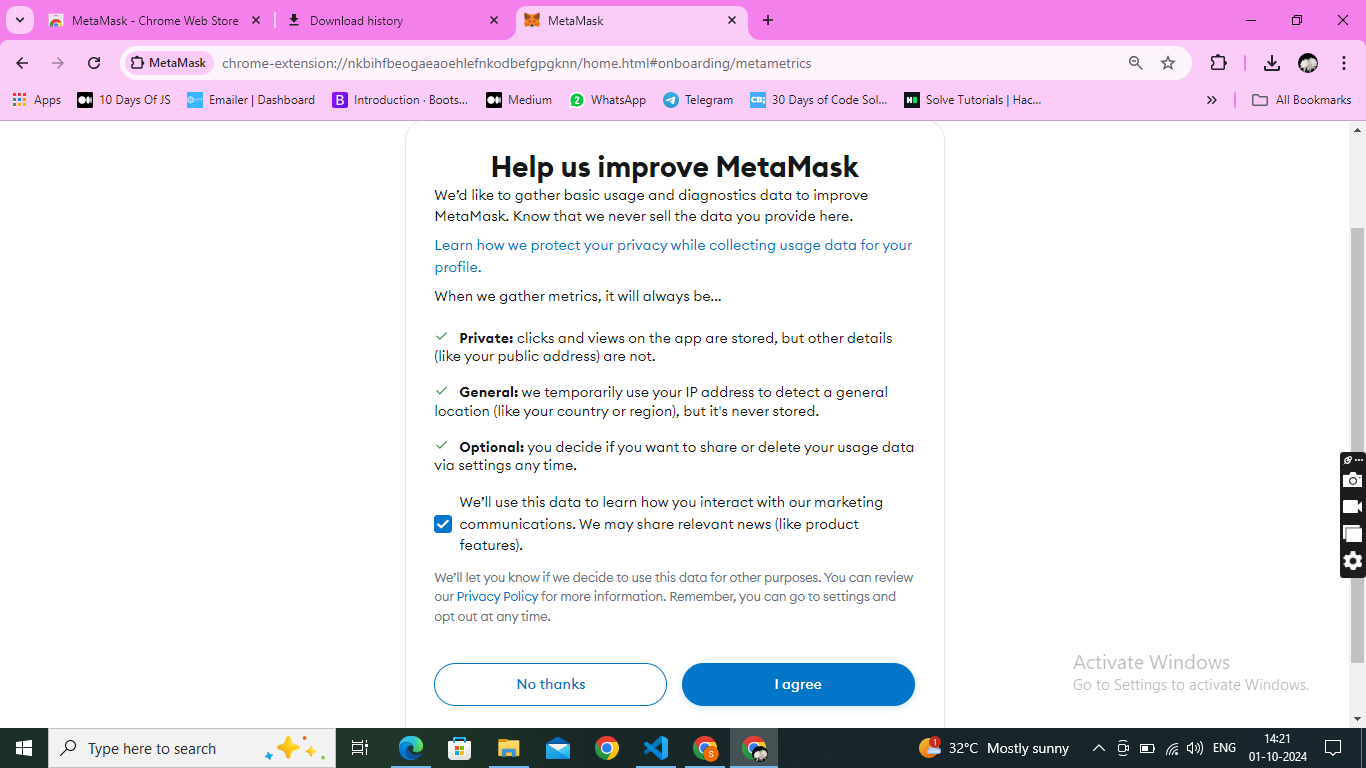 MetaMask - Chrome Web Store
Download history
MetaMask
MetaMask
chrome-extension://nkbihfbeogaeaoehlefnkodbefgpgknn/home.html#onboarding/metametrics
Apps
10 Days Of JS
Emailer | Dashboard
Introduction · Boots...
Medium
WhatsApp
Telegram
30 Days of Code Sol...
Solve Tutorials | Hac...
All Bookmarks
Help us improve MetaMask
We’d like to gather basic usage and diagnostics data to improve
MetaMask. Know that we never sell the data you provide here.
Learn how we protect your privacy while collecting usage data for your
profile.
When we gather metrics, it will always be...
Private: clicks and views on the app are stored, but other details
(like your public address) are not.
General: we temporarily use your IP address to detect a general
location (like your country or region), but it's never stored.
Optional: you decide if you want to share or delete your usage data
via settings any time.
We’ll use this data to learn how you interact with our marketing
communications. We may share relevant news (like product
features).
We’ll let you know if we decide to use this data for other purposes. You can review
our Privacy Policy for more information. Remember, you can go to settings and
opt out at any time.
No thanks
I agree
Activate Windows
Go to Settings to activate Windows.
Type here to search
1
32°C Mostly sunny
ENG
14:21
01-10-2024